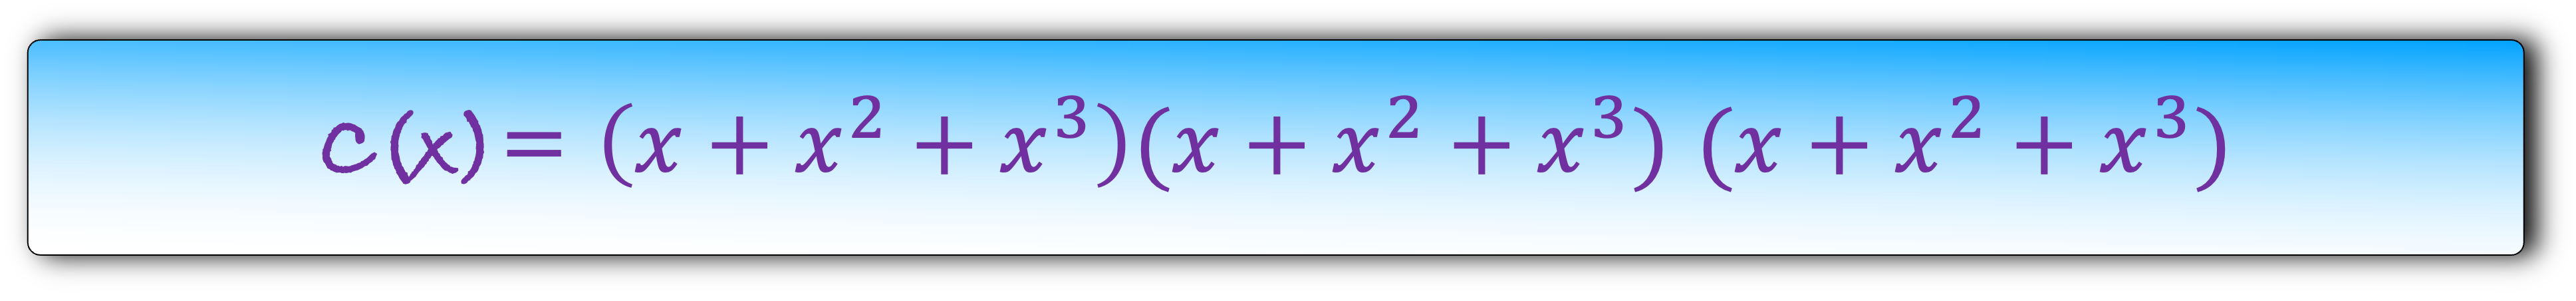 c(x)= (x + x² + x³)(x + x² + x³) (x + x² + x³)